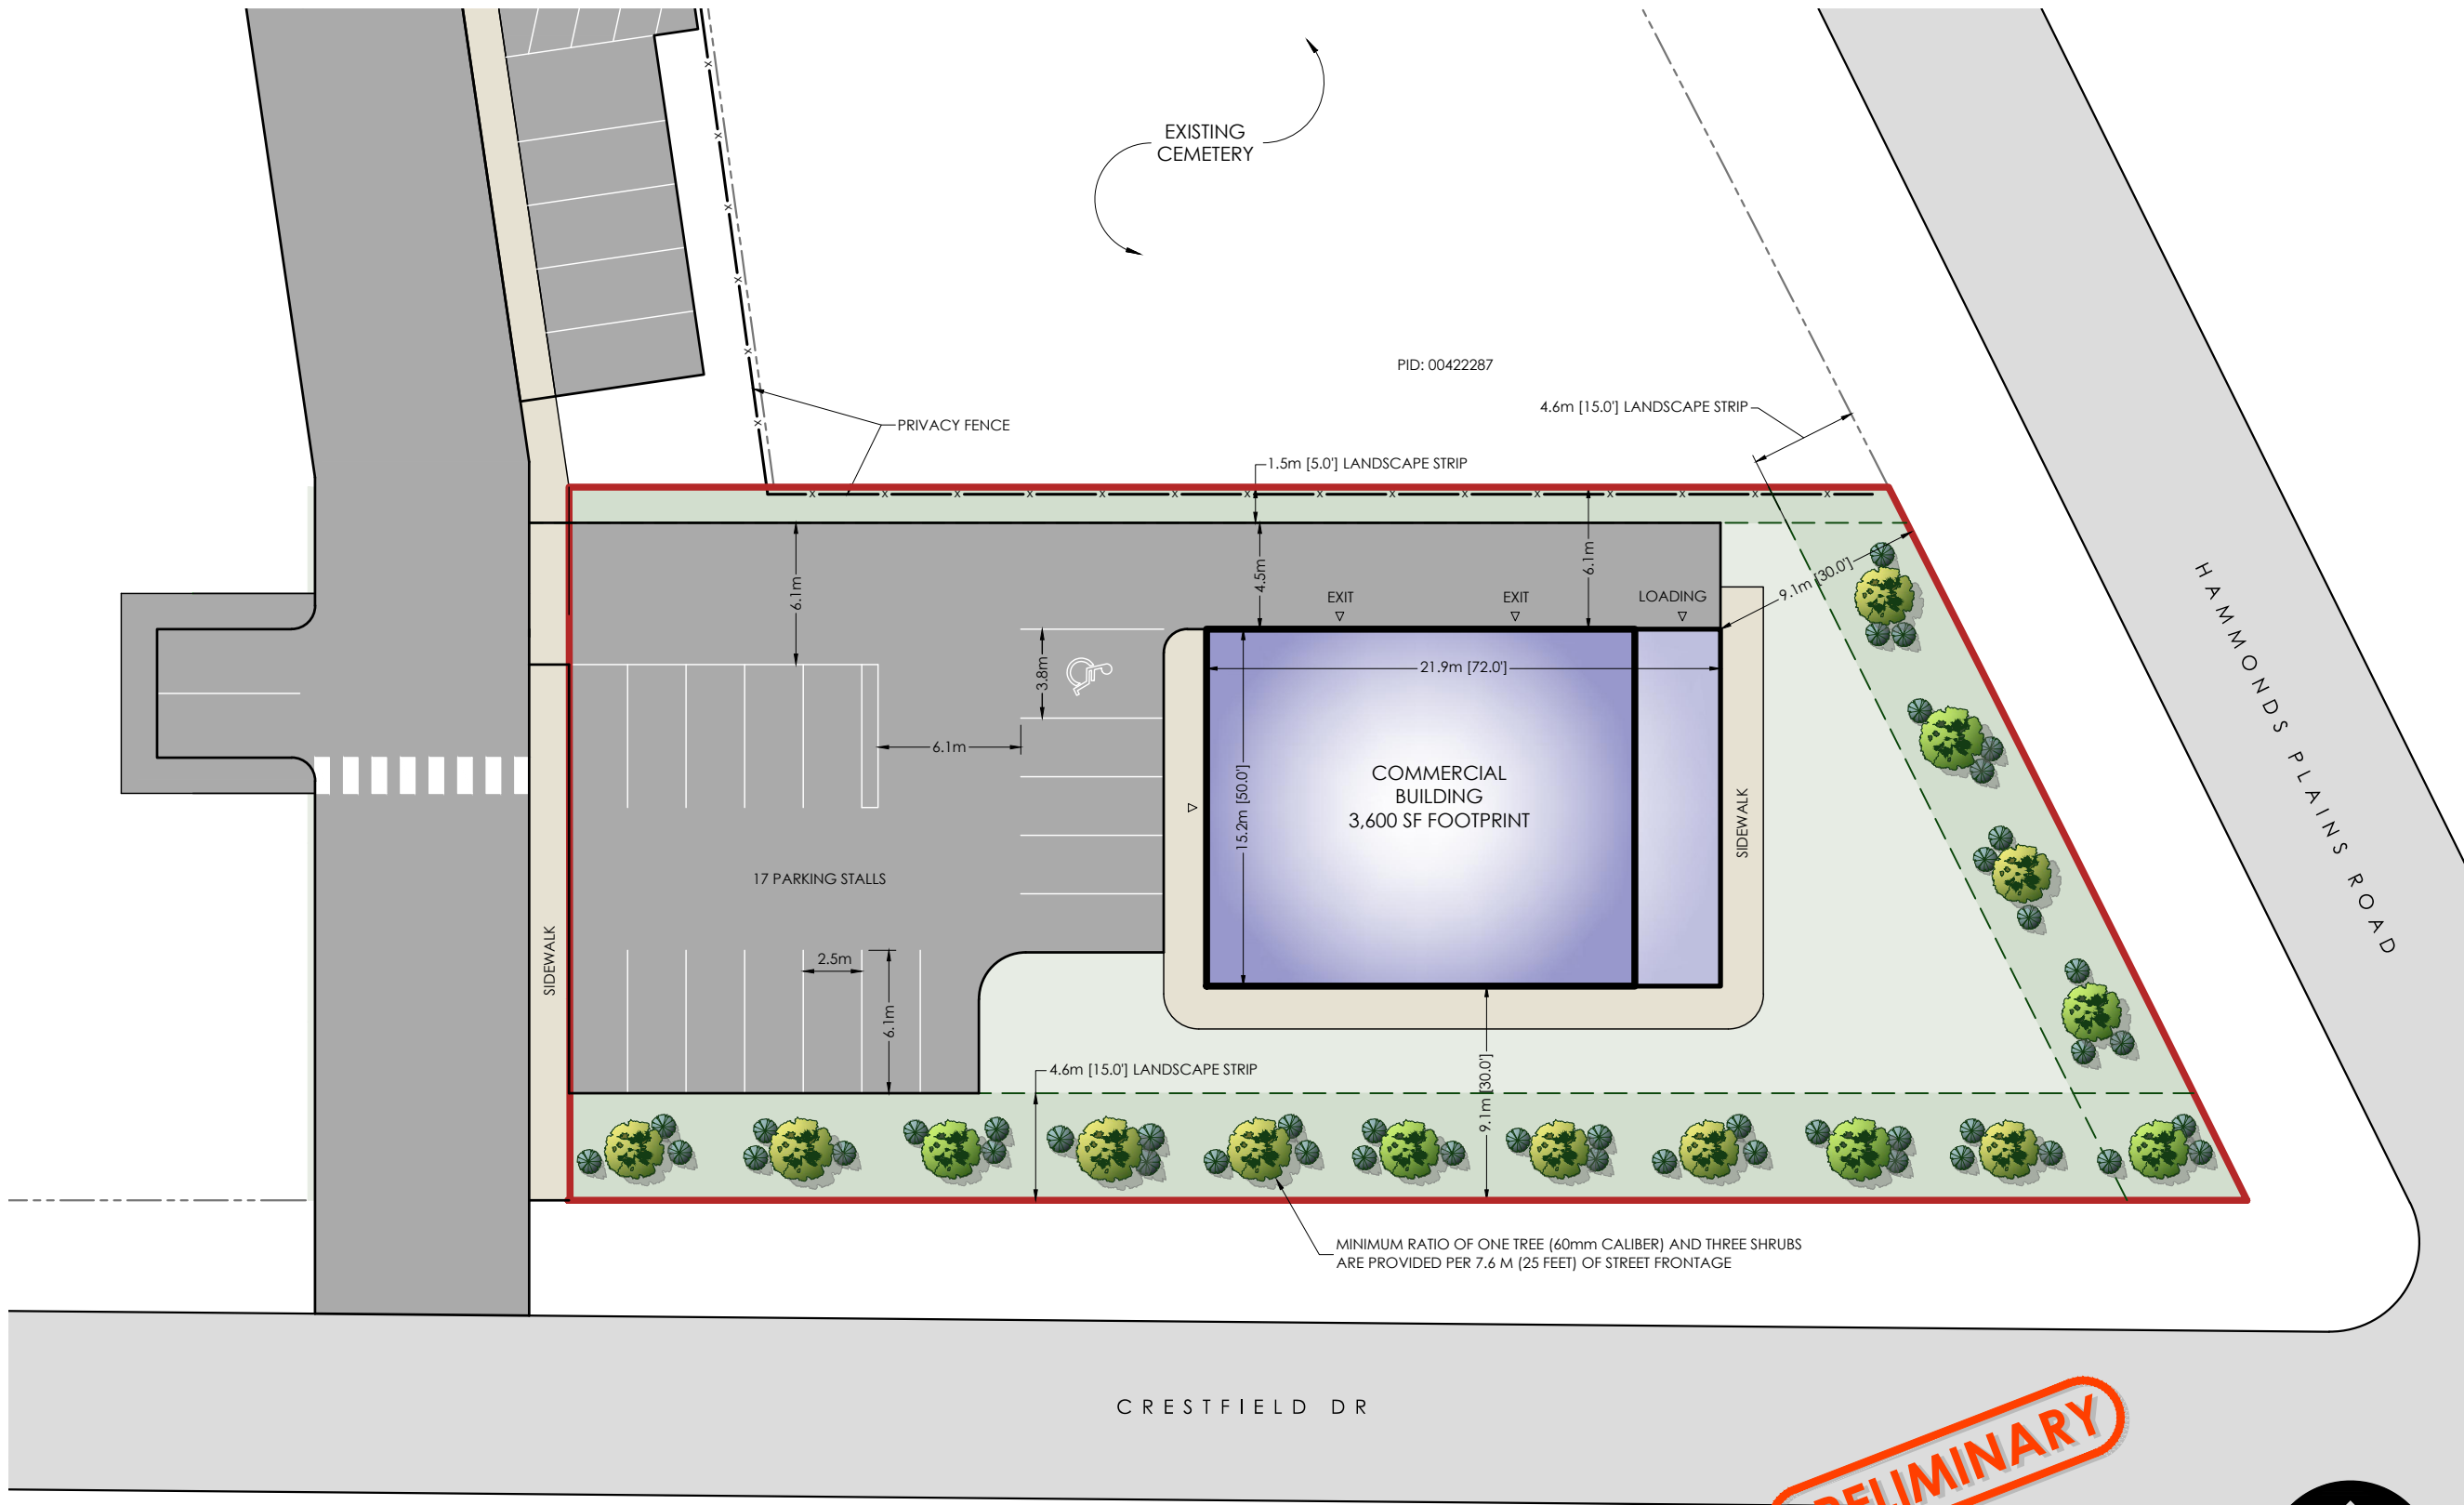 EXISTING
CEMETERY
PID: 00422287
4.6m [15.0'] LANDSCAPE STRIP
PRIVACY FENCE
1.5m [5.0'] LANDSCAPE STRIP
6.1m
4.5m
6.1m
9.1m [30.0']
EXIT
EXIT
LOADING
HAMMONDS PLAINS ROAD
3.8m
21.9m [72.0']
6.1m
COMMERCIAL
BUILDING
3,600 SF FOOTPRINT
15.2m [50.0']
SIDEWALK
17 PARKING STALLS
SIDEWALK
2.5m
6.1m
4.6m [15.0'] LANDSCAPE STRIP
9.1m [30.0']
MINIMUM RATIO OF ONE TREE (60mm CALIBER) AND THREE SHRUBS
ARE PROVIDED PER 7.6 M (25 FEET) OF STREET FRONTAGE
CRESTFIELD DR
PRELIMINARY